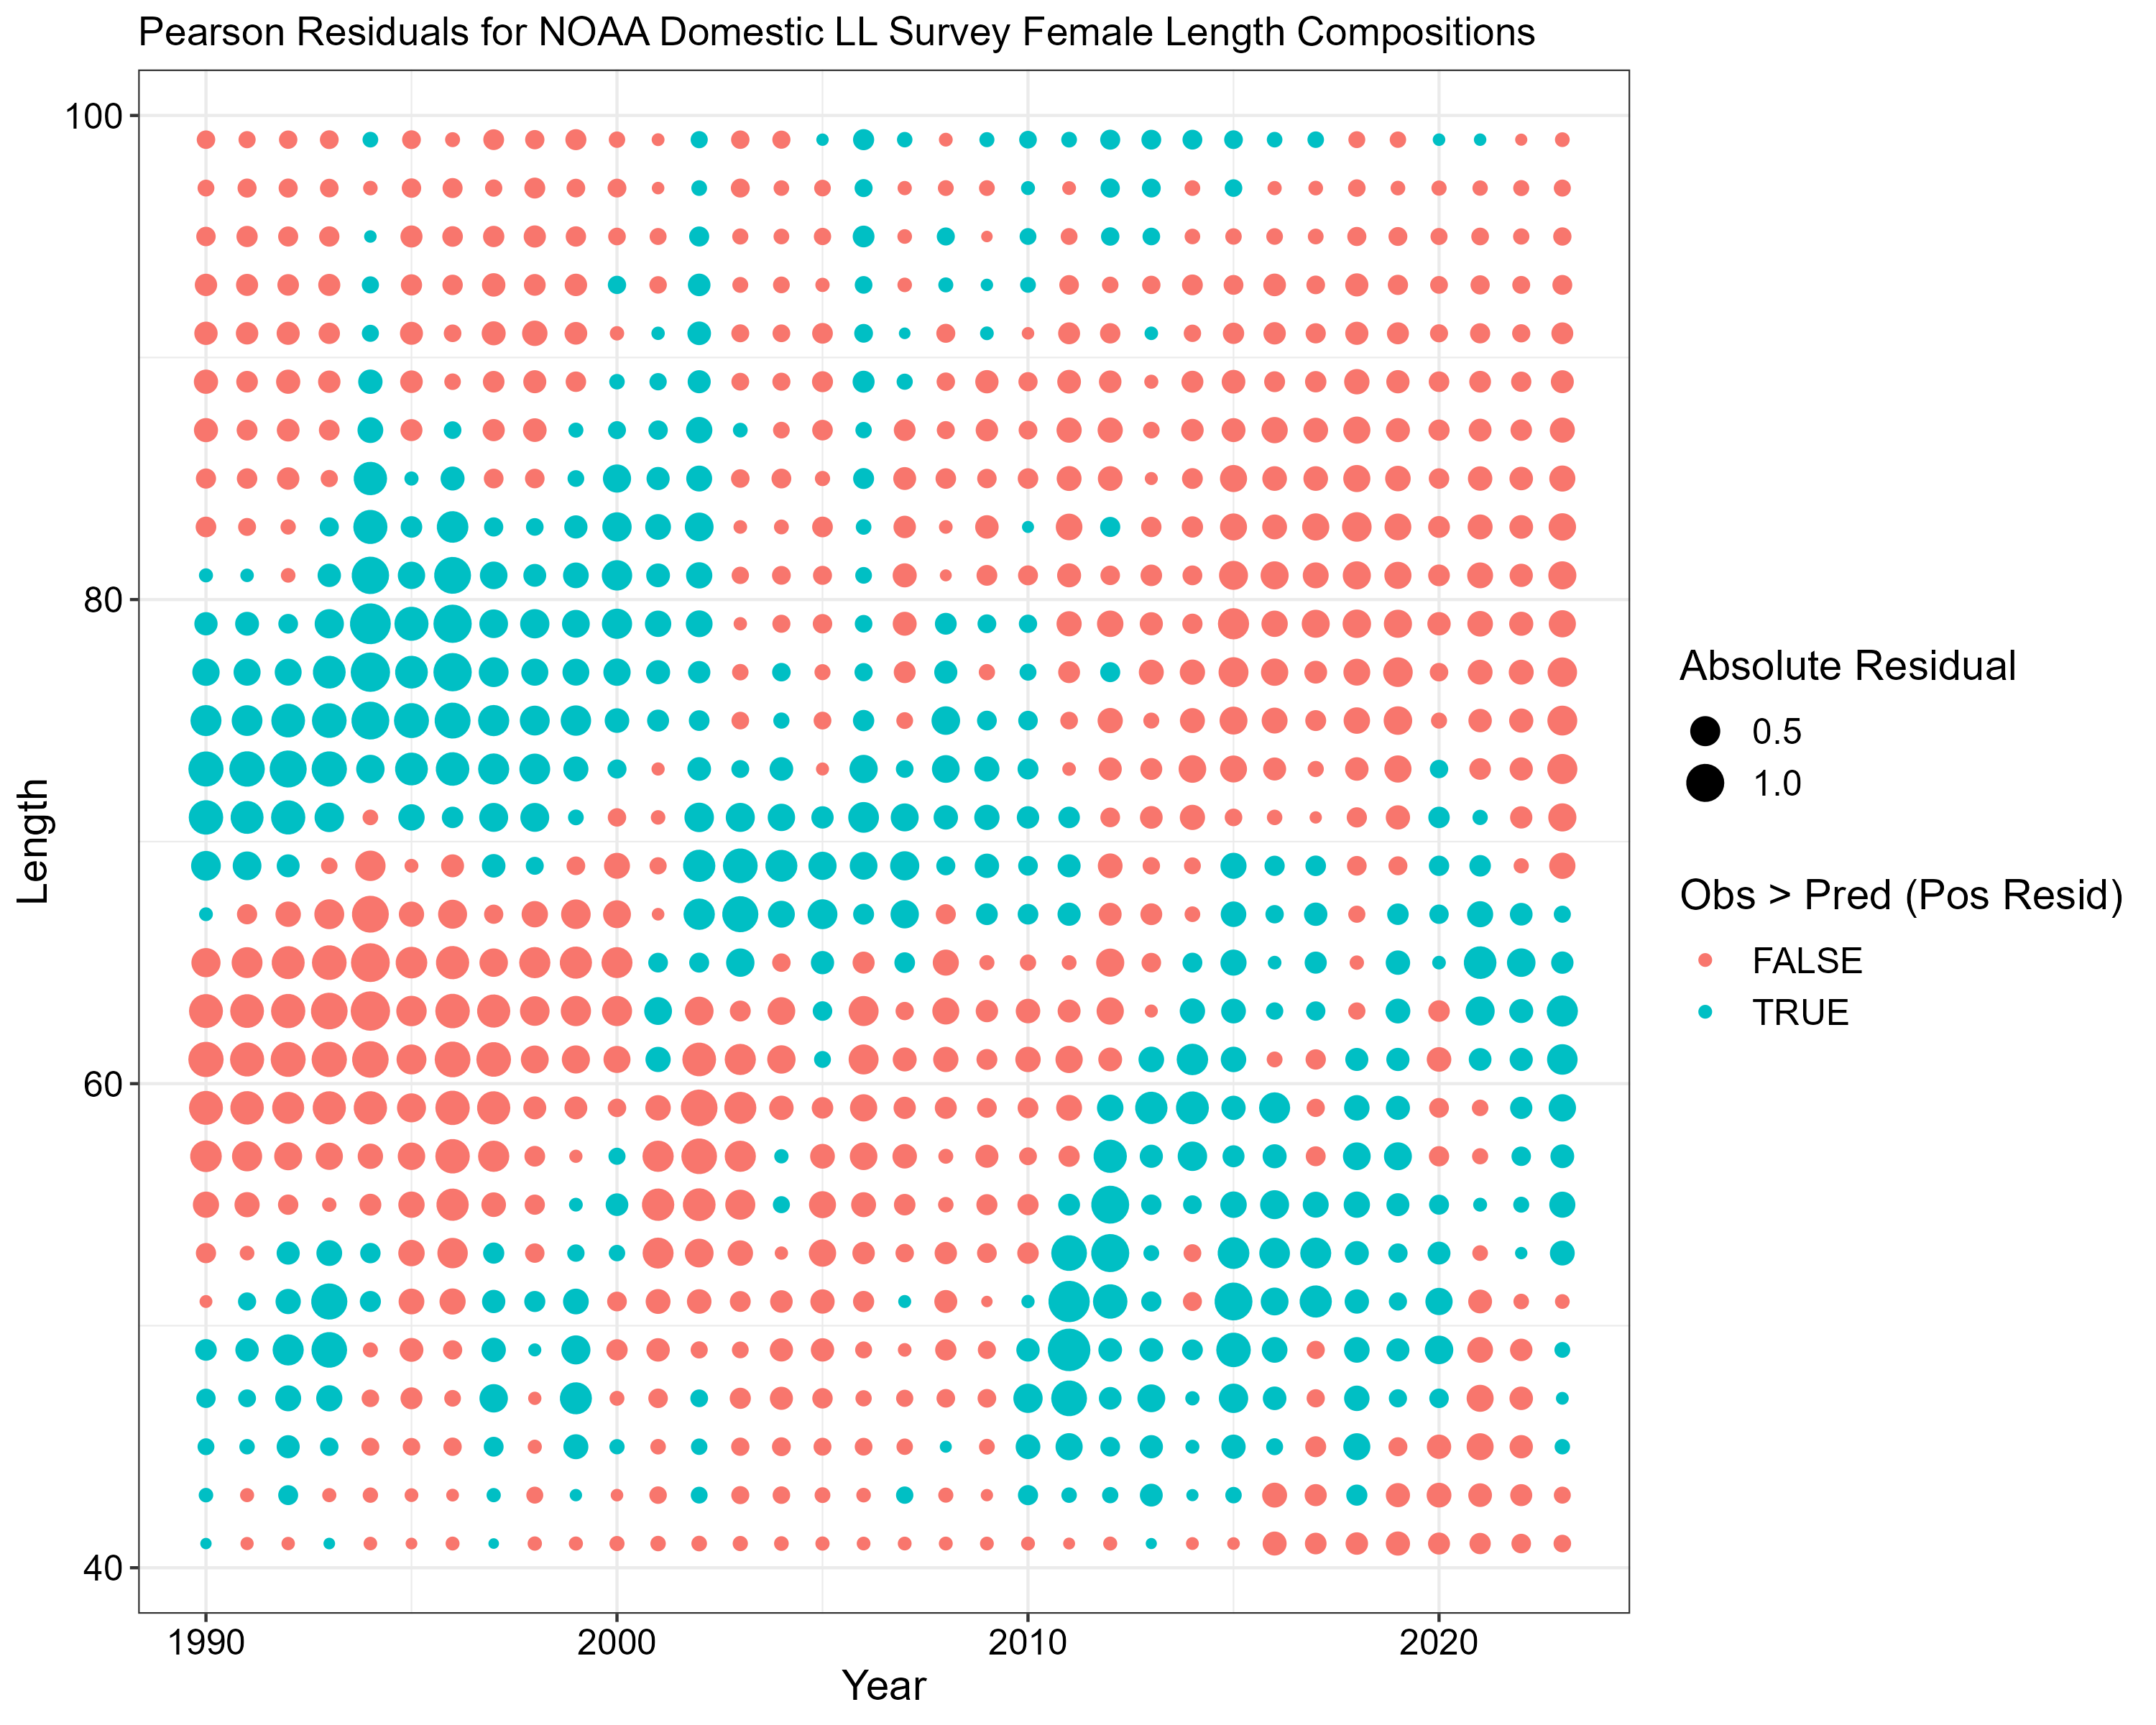 Pearson Residuals for NOAA Domestic LL Survey Female Length Compositions
100
80
60
40
Length
1990
2000
2010
2020
Year
Absolute Residual
0.5
1.0
Obs > Pred (Pos Resid)
FALSE
TRUE